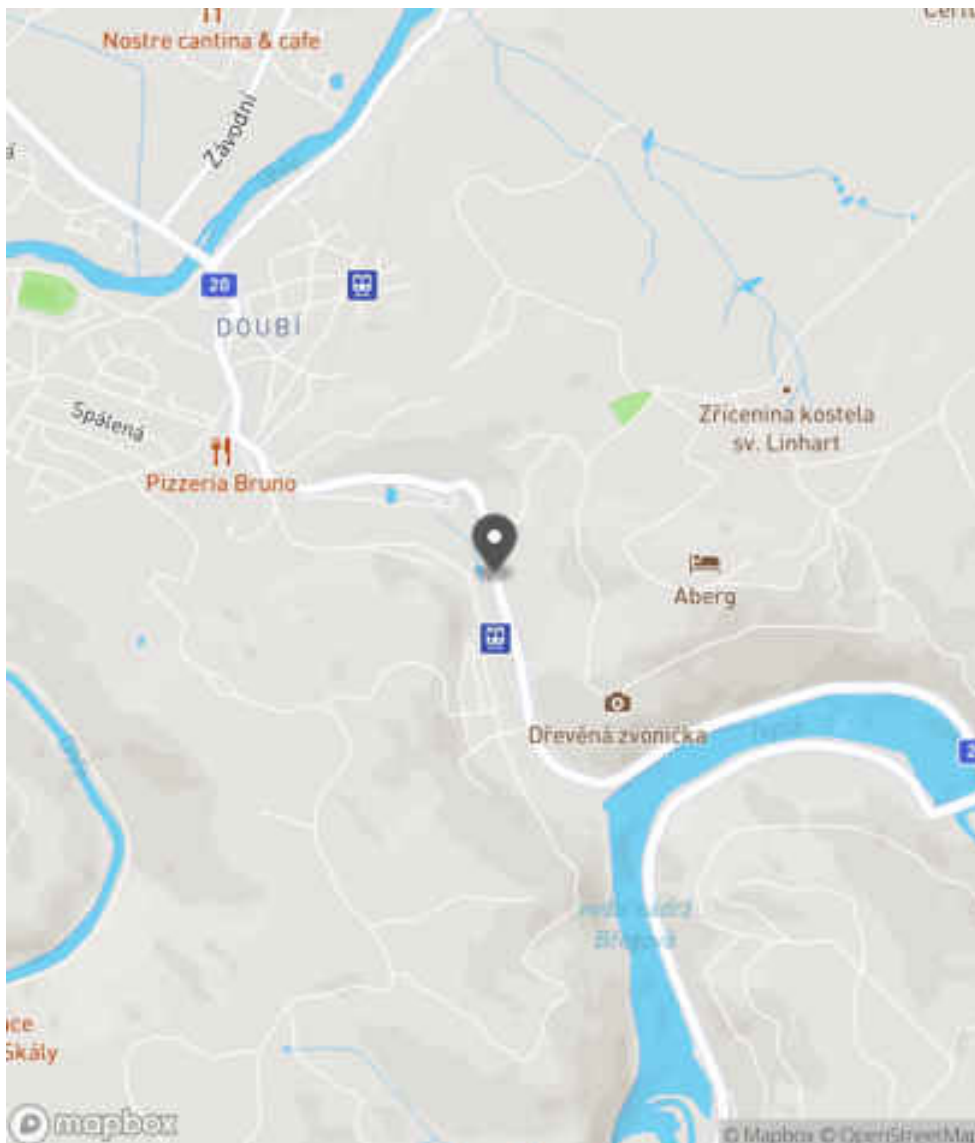 Nostre cantina & cafe
Závodní
20
DOUBÍ
Spálená
Pizzeria Bruno
Zřícenina kostela
sv. Linhart
Aberg
Dřevěná zvonička
Březová
Skály
mapbox
© Mapbox © OpenStreetMap